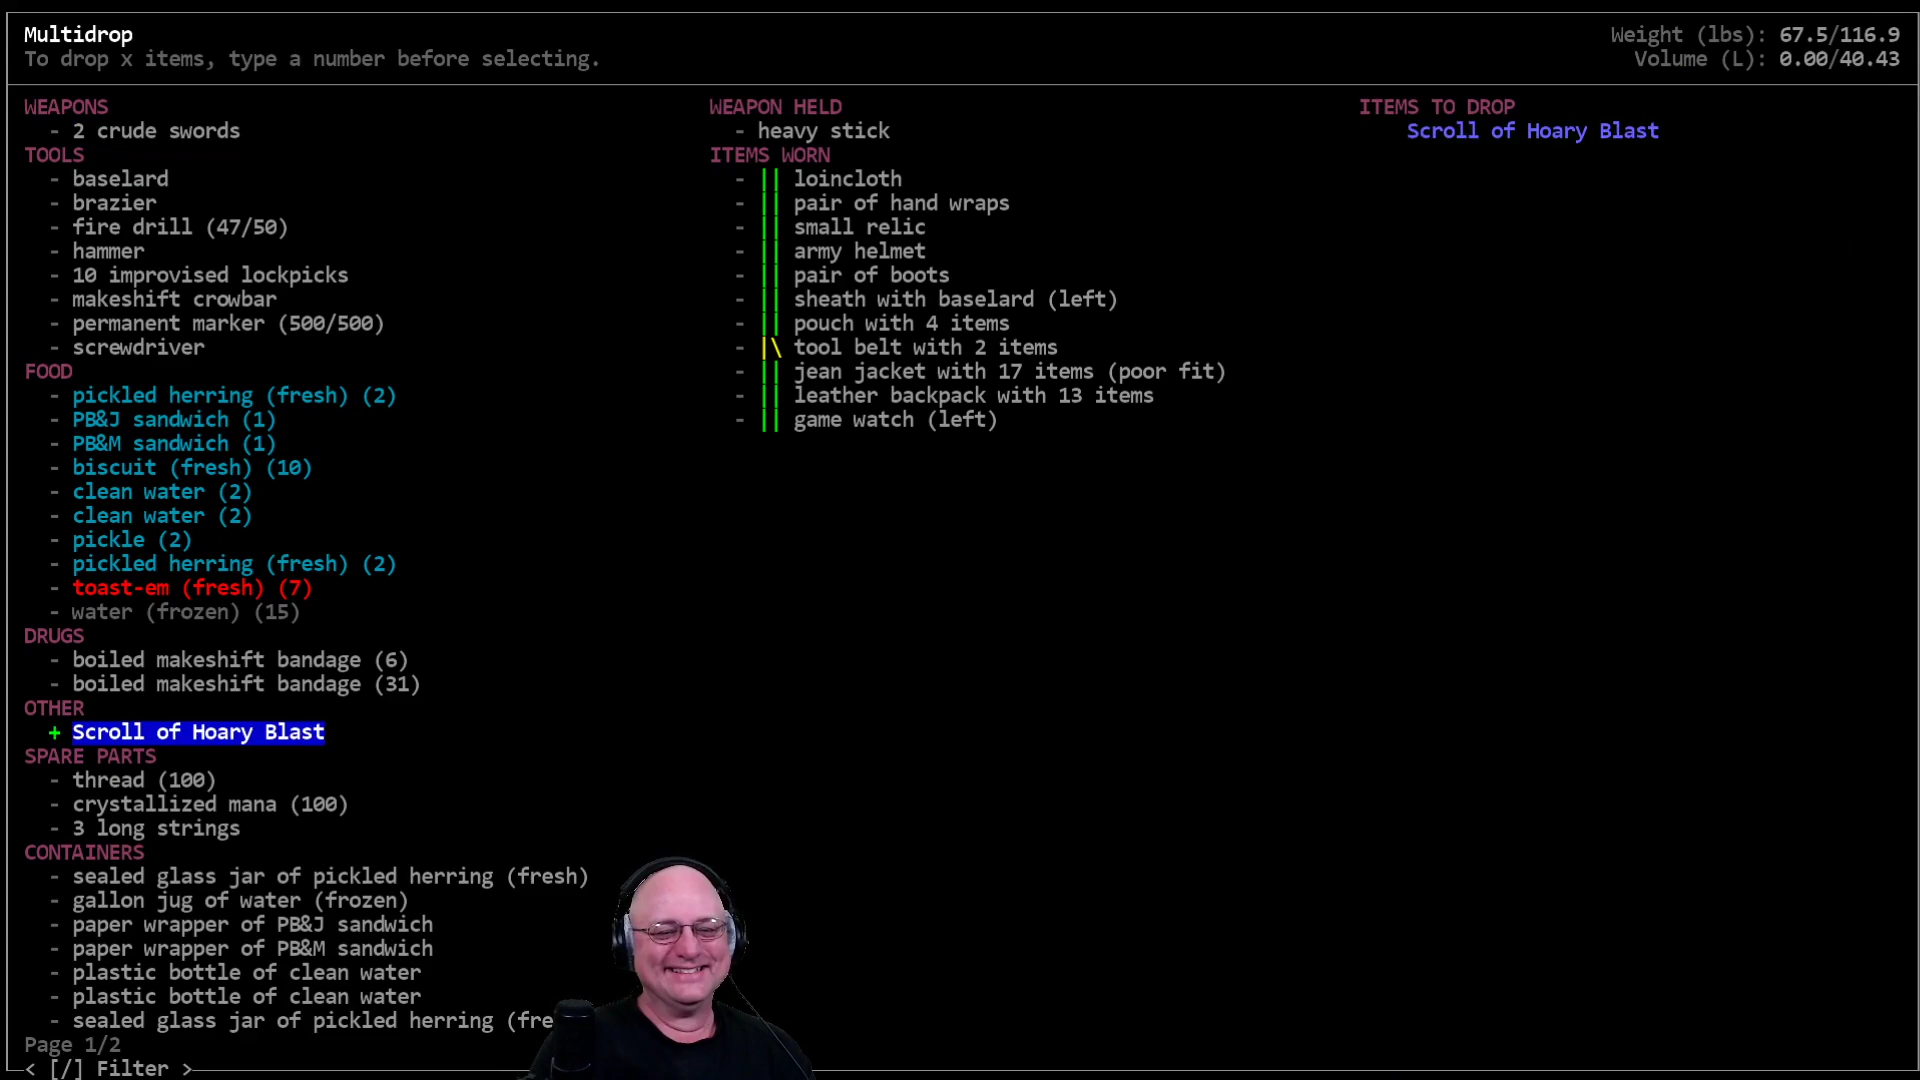 Multidrop
To drop x items, type a number before selecting.
Weight (lbs): 67.5/116.9
Volume (L): 0.00/40.43
WEAPONS
- 2 crude swords
TOOLS
- baselard
- brazier
- fire drill (47/50)
- hammer
- 10 improvised lockpicks
- makeshift crowbar
- permanent marker (500/500)
- screwdriver
FOOD
- pickled herring (fresh) (2)
- PB&J sandwich (1)
- PB&M sandwich (1)
- biscuit (fresh) (10)
- clean water (2)
- clean water (2)
- pickle (2)
- pickled herring (fresh) (2)
- toast-em (fresh) (7)
- water (frozen) (15)
DRUGS
- boiled makeshift bandage (6)
- boiled makeshift bandage (31)
OTHER
+ Scroll of Hoary Blast
SPARE PARTS
- thread (100)
- crystallized mana (100)
- 3 long strings
CONTAINERS
- sealed glass jar of pickled herring (fresh)
- gallon jug of water (frozen)
- paper wrapper of PB&J sandwich
- paper wrapper of PB&M sandwich
- plastic bottle of clean water
- plastic bottle of clean water
- sealed glass jar of pickled herring (fre
Page 1/2
< [/] Filter >
WEAPON HELD
- heavy stick
ITEMS WORN
- || loincloth
- || pair of hand wraps
- || small relic
- || army helmet
- || pair of boots
- || sheath with baselard (left)
- || pouch with 4 items
- |\ tool belt with 2 items
- || jean jacket with 17 items (poor fit)
- || leather backpack with 13 items
- || game watch (left)
ITEMS TO DROP
Scroll of Hoary Blast